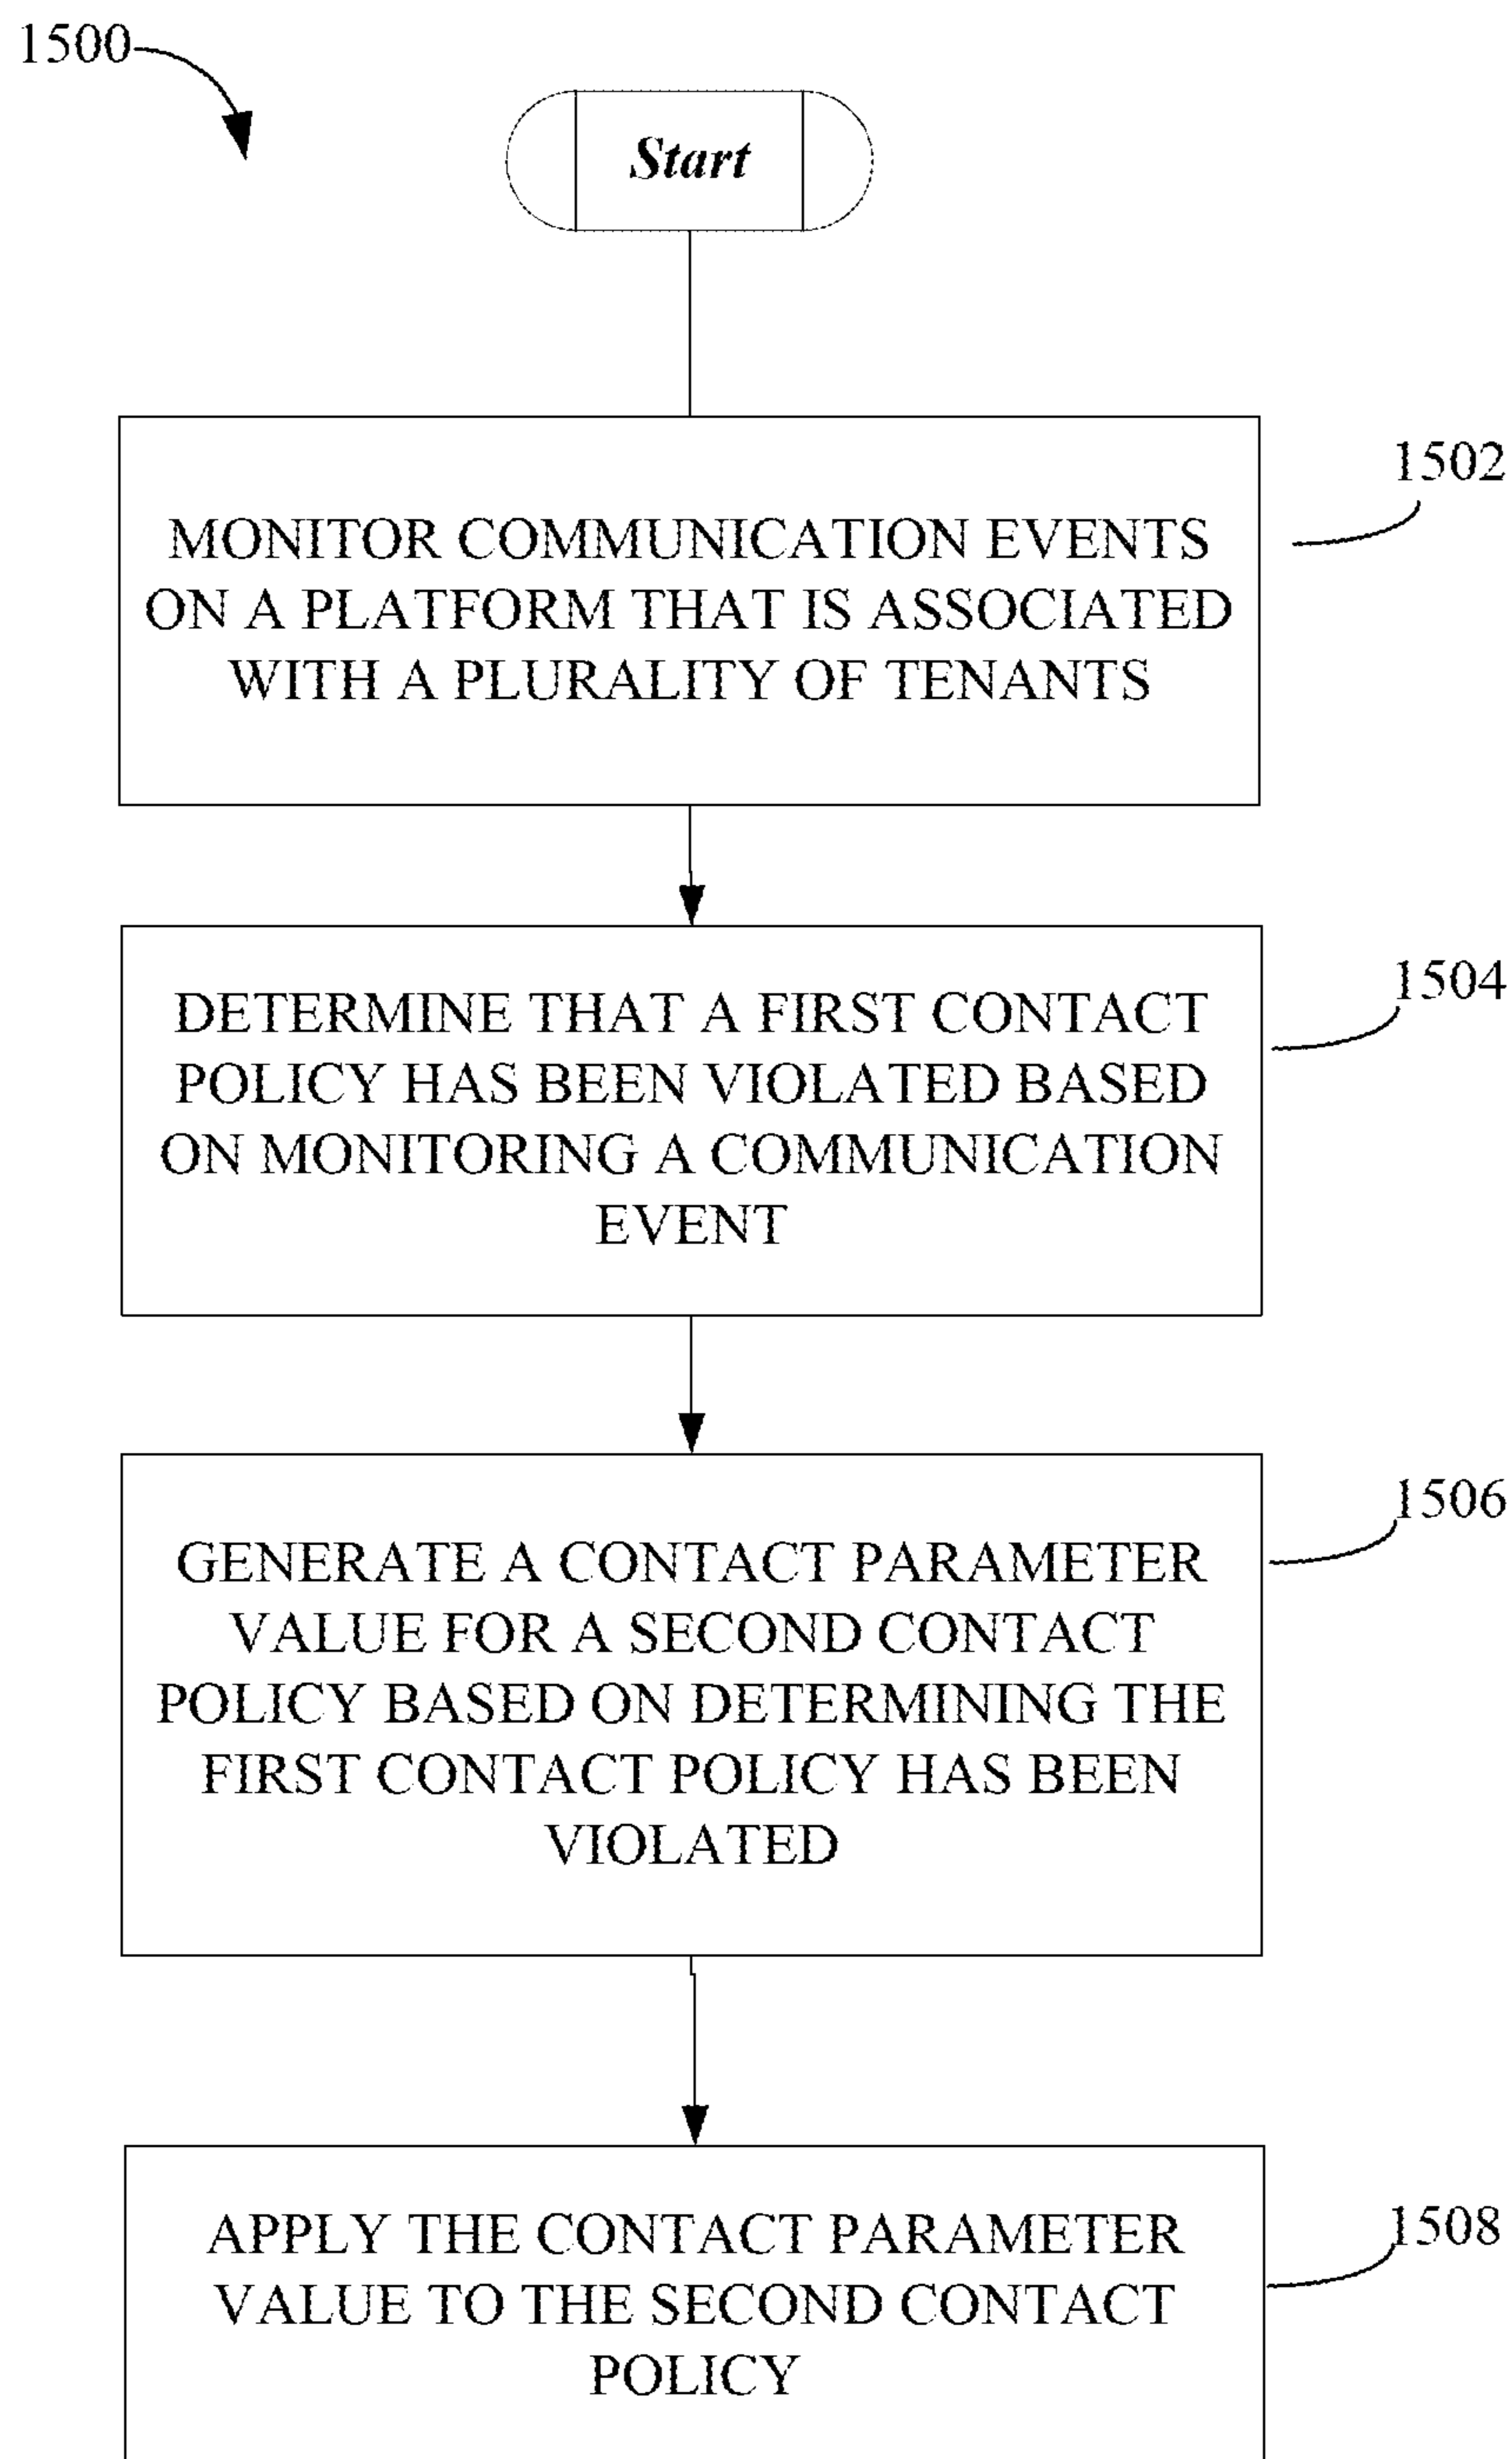 1500
Start
1502
MONITOR COMMUNICATION EVENTS
ON A PLATFORM THAT IS ASSOCIATED
WITH A PLURALITY OF TENANTS
1504
DETERMINE THAT A FIRST CONTACT
POLICY HAS BEEN VIOLATED BASED
ON MONITORING A COMMUNICATION
EVENT
1506
GENERATE A CONTACT PARAMETER
VALUE FOR A SECOND CONTACT
POLICY BASED ON DETERMINING THE
FIRST CONTACT POLICY HAS BEEN
VIOLATED
1508
APPLY THE CONTACT PARAMETER
VALUE TO THE SECOND CONTACT
POLICY